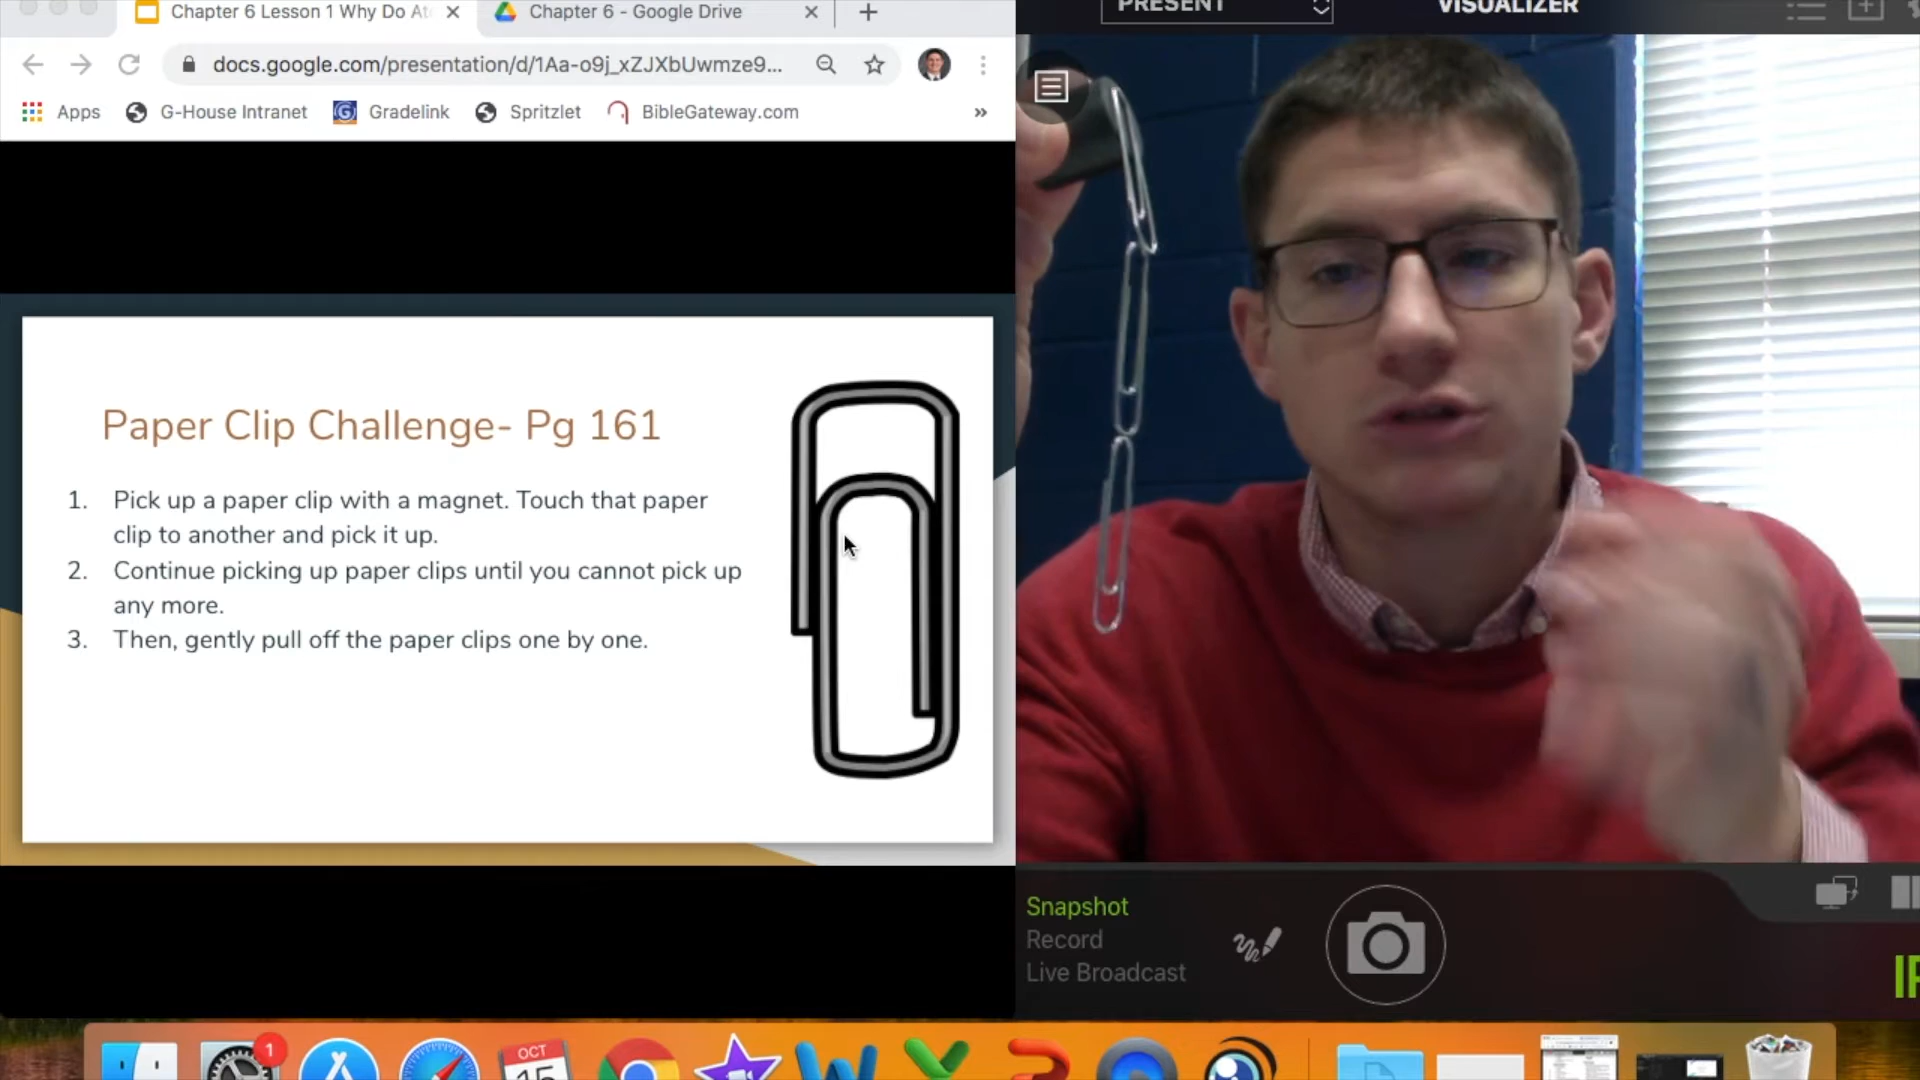 Chapter 6 Lesson 1 Why Do Ato
Chapter 6 - Google Drive
PRESENT
VISUALIZER
docs.google.com/presentation/d/1Aa-o9j_xZJXbUwmze9...
Apps
G-House Intranet
Gradelink
Spritzlet
BibleGateway.com
Paper Clip Challenge- Pg 161
1. Pick up a paper clip with a magnet. Touch that paper
clip to another and pick it up.
2. Continue picking up paper clips until you cannot pick up
any more.
3. Then, gently pull off the paper clips one by one.
Snapshot
Record
Live Broadcast
1
OCT
15